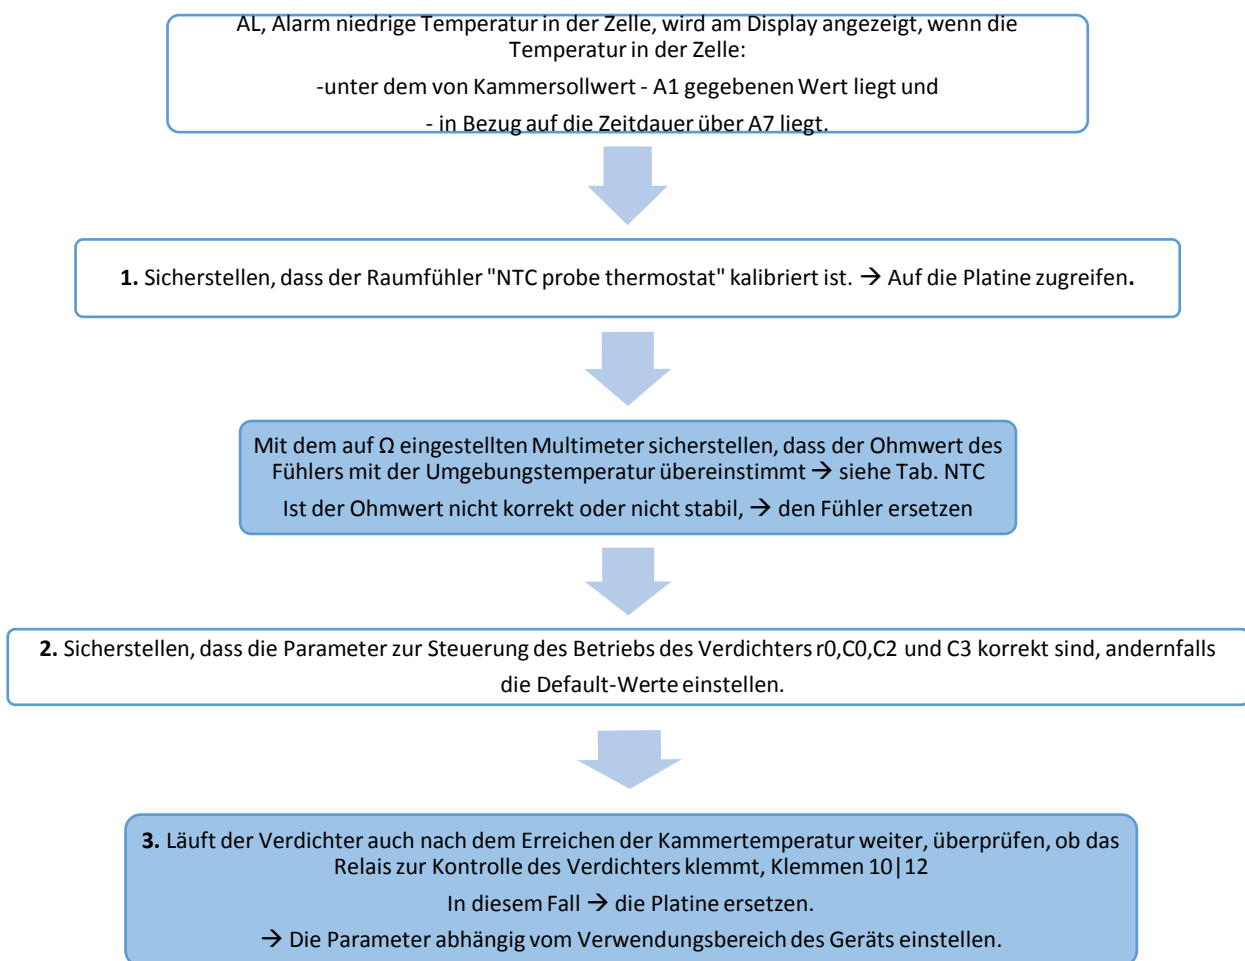 AL, Alarm niedrige Temperatur in der Zelle, wird am Display angezeigt, wenn die
Temperatur in der Zelle:
-unter dem von Kammersollwert - A1 gegebenen Wert liegt und
- in Bezug auf die Zeitdauer über A7 liegt.
1. Sicherstellen, dass der Raumfühler "NTC probe thermostat" kalibriert ist. → Auf die Platine zugreifen.
Mit dem auf Ω eingestellten Multimeter sicherstellen, dass der Ohmwert des
Fühlers mit der Umgebungstemperatur übereinstimmt → siehe Tab. NTC
Ist der Ohmwert nicht korrekt oder nicht stabil, → den Fühler ersetzen
2. Sicherstellen, dass die Parameter zur Steuerung des Betriebs des Verdichters r0,C0,C2 und C3 korrekt sind, andernfalls
die Default-Werte einstellen.
3. Läuft der Verdichter auch nach dem Erreichen der Kammertemperatur weiter, überprüfen, ob das
Relais zur Kontrolle des Verdichters klemmt, Klemmen 10|12
In diesem Fall → die Platine ersetzen.
→ Die Parameter abhängig vom Verwendungsbereich des Geräts einstellen.